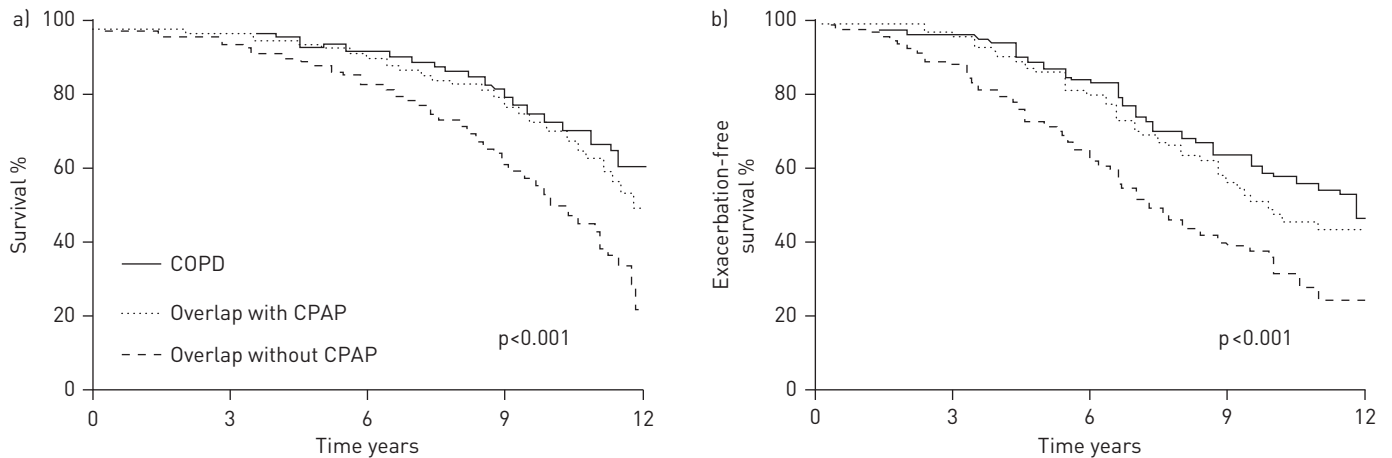 a)
100
80
60
40
20
0
Survival %
COPD
Overlap with CPAP
Overlap without CPAP
p<0.001
0 3 6 9 12
Time years
b)
100
80
60
40
20
0
Exacerbation-free
survival %
p<0.001
0 3 6 9 12
Time years